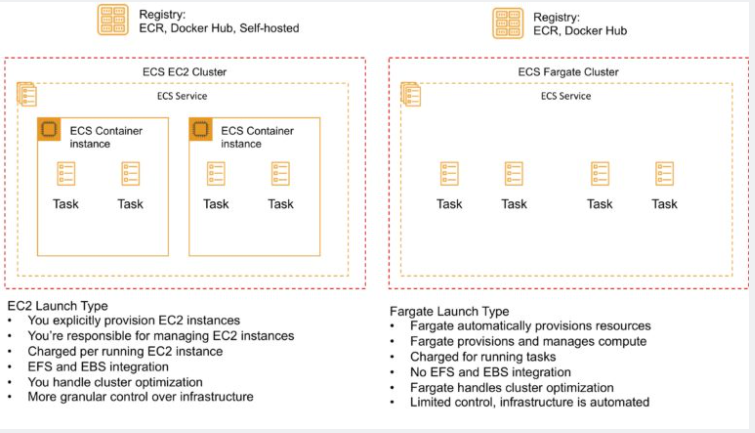 Registry:
ECR, Docker Hub, Self-hosted
ECS EC2 Cluster
ECS Service
ECS Container
instance
Task
Task
ECS Container
instance
Task
Task
EC2 Launch Type
• You explicitly provision EC2 instances
• You're responsible for managing EC2 instances
• Charged per running EC2 instance
• EFS and EBS integration
• You handle cluster optimization
• More granular control over infrastructure
Registry:
ECR, Docker Hub
ECS Fargate Cluster
ECS Service
Task
Task
Task
Task
Fargate Launch Type
• Fargate automatically provisions resources
• Fargate provisions and manages compute
• Charged for running tasks
• No EFS and EBS integration
• Fargate handles cluster optimization
• Limited control, infrastructure is automated